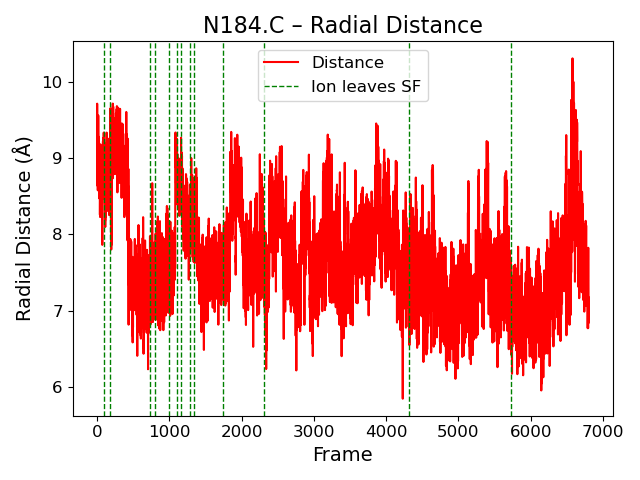 N184.C – Radial Distance
Distance
Ion leaves SF
Radial Distance (Å)
10
9
8
7
6
0
1000
2000
3000
4000
5000
6000
7000
Frame